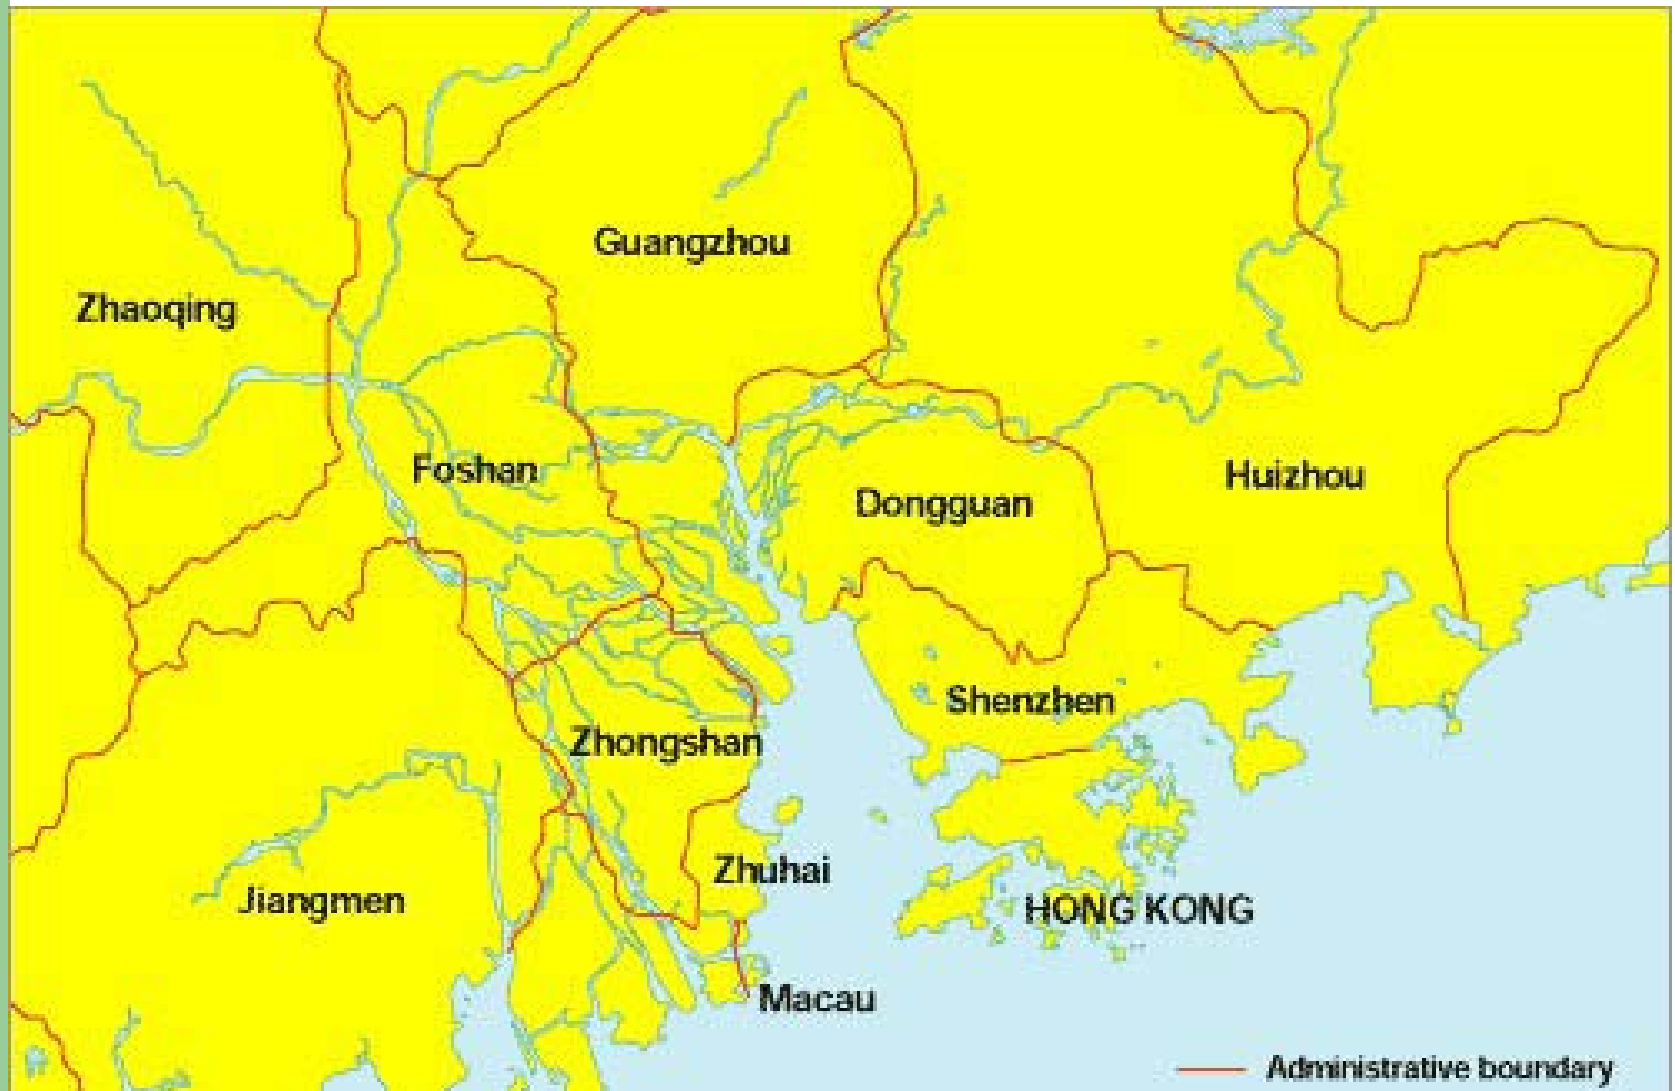 Guangzhou
Zhaoqing
Foshan
Huizhou
Dongguan
Shenzhen
Zhongshan
Zhuhai
Jiangmen
HONG KONG
Macau
Administrative boundary